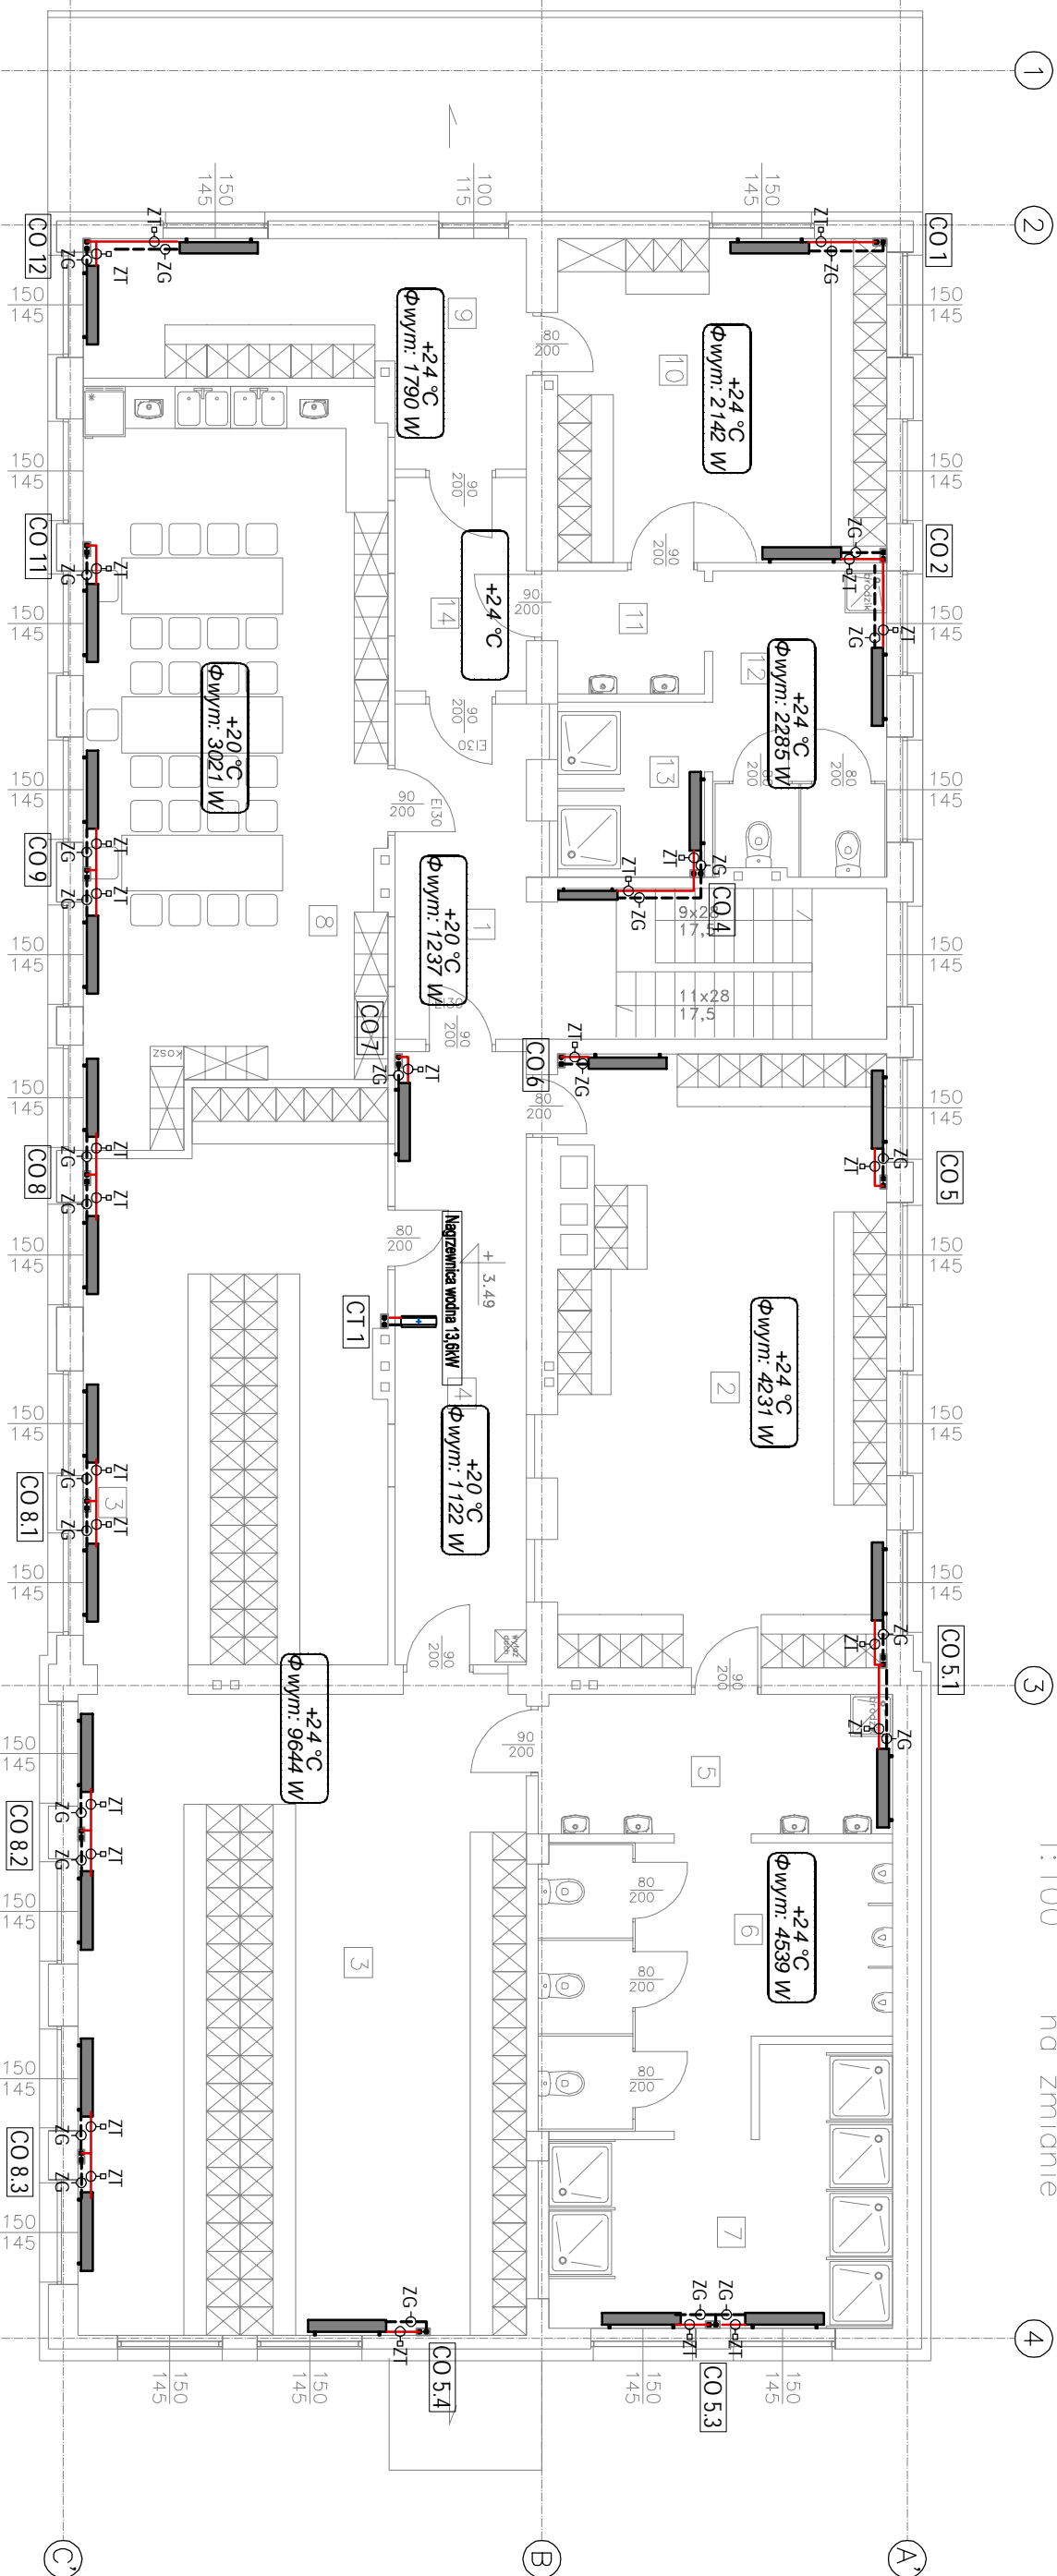 1
2
3
4
A'
B
C'
1:100
na zmianie
CO 1
CO 2
CO 4
CO 5
CO 5.1
CO 5.3
CO 5.4
CO 6
CO 7
CO 8
CO 8.1
CO 8.2
CO 8.3
CO 9
CO 11
CO 12
CT 1
Nagrzewnica wodna 13,6kW
+ 3.49
+24 °C
Φwym: 1790 W
+24 °C
Φwym: 2142 W
+24 °C
+24 °C
Φwym: 2285 W
+20 °C
Φwym: 3021 W
+20 °C
Φwym: 1237 W
+24 °C
Φwym: 4231 W
+20 °C
Φwym: 1122 W
+24 °C
Φwym: 9644 W
+24 °C
Φwym: 4539 W
1
2
3
3
4
5
6
7
8
9
10
11
12
13
14
9x28
17,5
11x28
17,5
kosz
brodzik
EI30
EI30
EI30
150
145
100
115
150
145
80
200
90
200
ZT
ZG